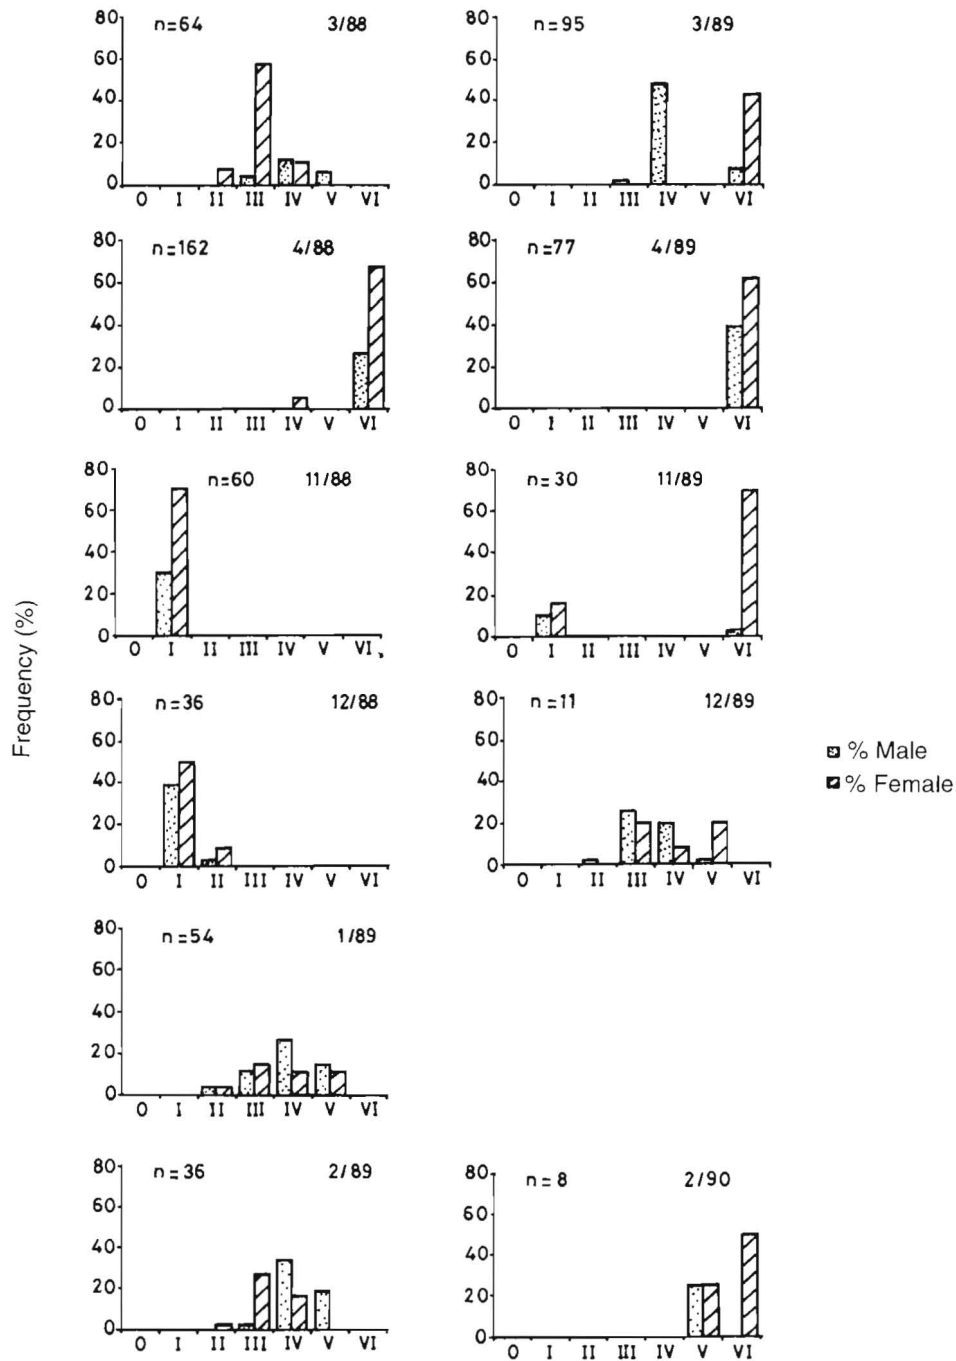 Frequency (%)
n=64 3/88
80
60
40
20
0
O I II III IV V VI
n=95 3/89
80
60
40
20
0
O I II III IV V VI
n=162 4/88
80
60
40
20
0
O I II III IV V VI
n=77 4/89
80
60
40
20
0
O I II III IV V VI
n=60 11/88
80
60
40
20
0
O I II III IV V VI
n=30 11/89
80
60
40
20
0
O I II III IV V VI
n=36 12/88
80
60
40
20
0
O I II III IV V VI
n=11 12/89
80
60
40
20
0
O I II III IV V VI
% Male
% Female
n=54 1/89
80
60
40
20
0
O I II III IV V VI
n=36 2/89
80
60
40
20
0
O I II III IV V VI
n=8 2/90
80
60
40
20
0
O I II III IV V VI